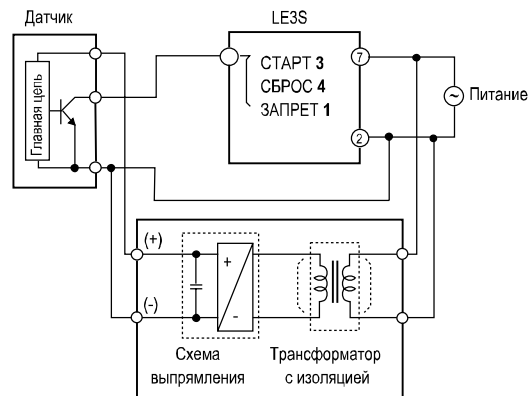 Датчик
LE3S
Главная цепь
СТАРТ 3
СБРОС 4
ЗАПРЕТ 1
7
2
~
Питание
(+)
(-)
+
-
Схема
выпрямления
Трансформатор
с изоляцией